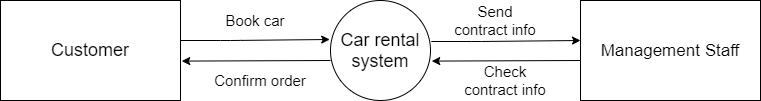 Customer
Book car
Confirm order
Car rental
system
Send
contract info
Check
contract info
Management Staff